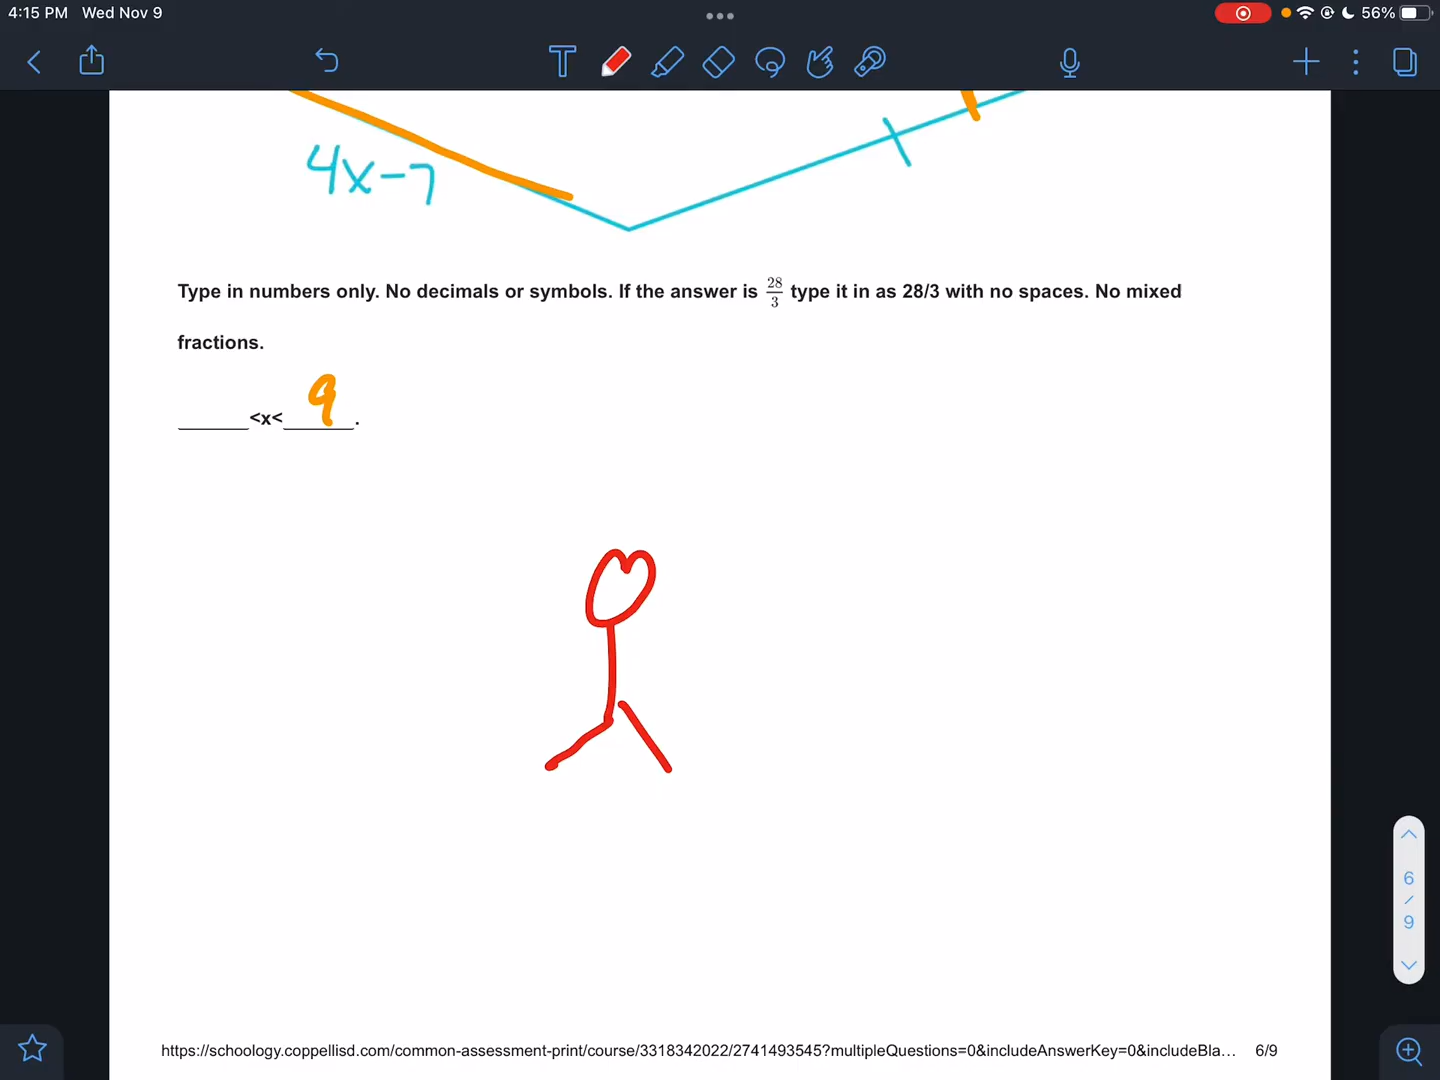 4:15 PM Wed Nov 9
56%
T
4x-7
Type in numbers only. No decimals or symbols. If the answer is 28/3 type it in as 28/3 with no spaces. No mixed
fractions.
______<x<__9__.
6
/
9
https://schoology.coppellisd.com/common-assessment-print/course/3318342022/2741493545?multipleQuestions=0&includeAnswerKey=0&includeBla... 6/9